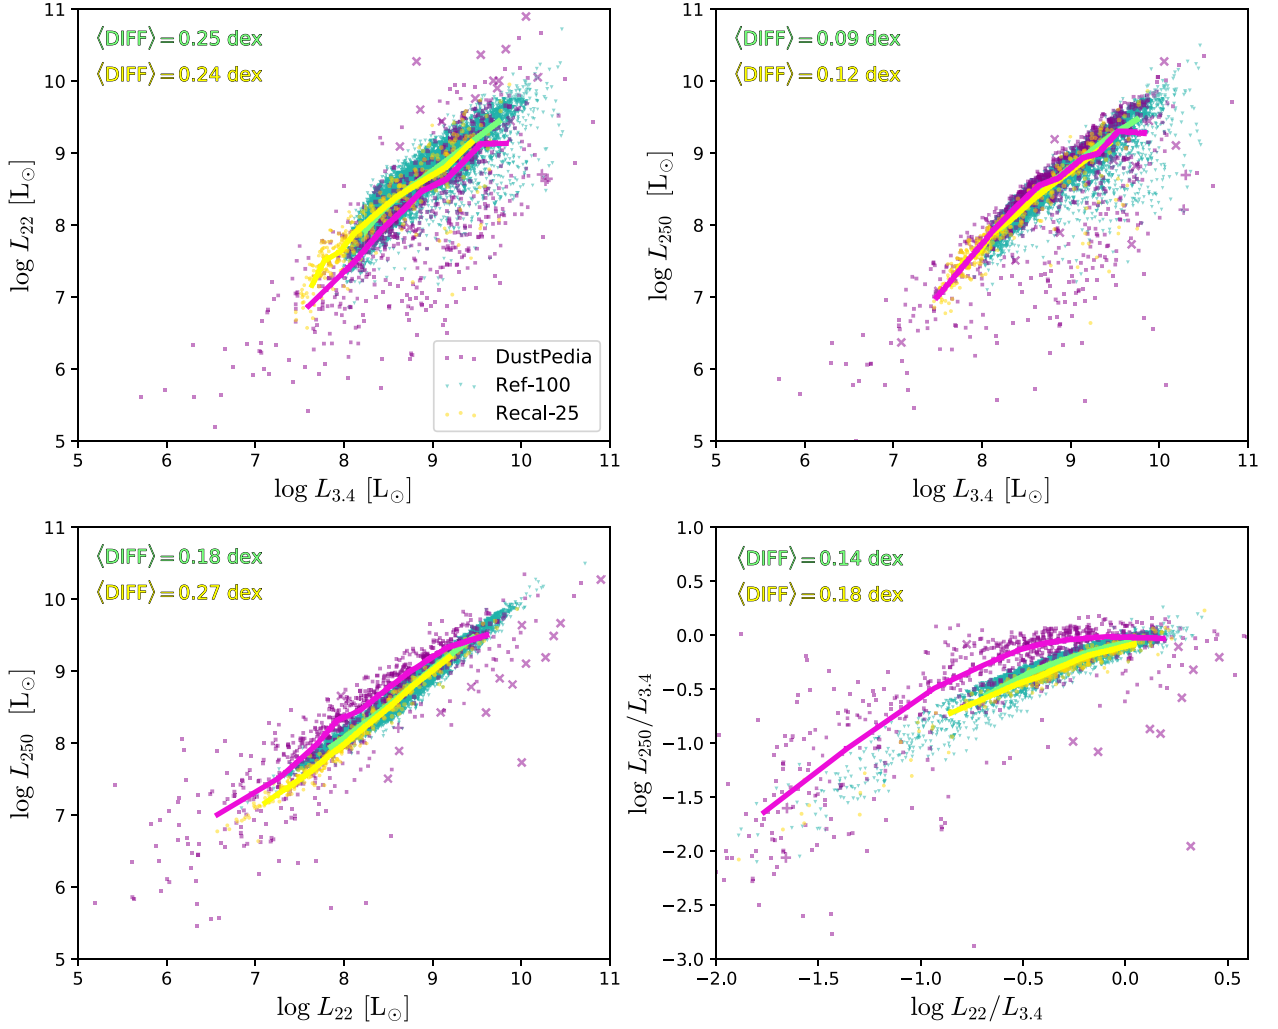 ⟨DIFF⟩=0.25 dex
⟨DIFF⟩=0.24 dex
log L₂₂ [L⊙]
11
10
9
8
7
6
5
DustPedia
Ref-100
Recal-25
5 6 7 8 9 10 11
log L₃.₄ [L⊙]
⟨DIFF⟩=0.09 dex
⟨DIFF⟩=0.12 dex
log L₂₅₀ [L⊙]
11
10
9
8
7
6
5
5 6 7 8 9 10 11
log L₃.₄ [L⊙]
⟨DIFF⟩=0.18 dex
⟨DIFF⟩=0.27 dex
log L₂₅₀ [L⊙]
11
10
9
8
7
6
5
5 6 7 8 9 10 11
log L₂₂ [L⊙]
⟨DIFF⟩=0.14 dex
⟨DIFF⟩=0.18 dex
log L₂₅₀/L₃.₄
1.0
0.5
0.0
−0.5
−1.0
−1.5
−2.0
−2.5
−3.0
−2.0 −1.5 −1.0 −0.5 0.0 0.5
log L₂₂/L₃.₄